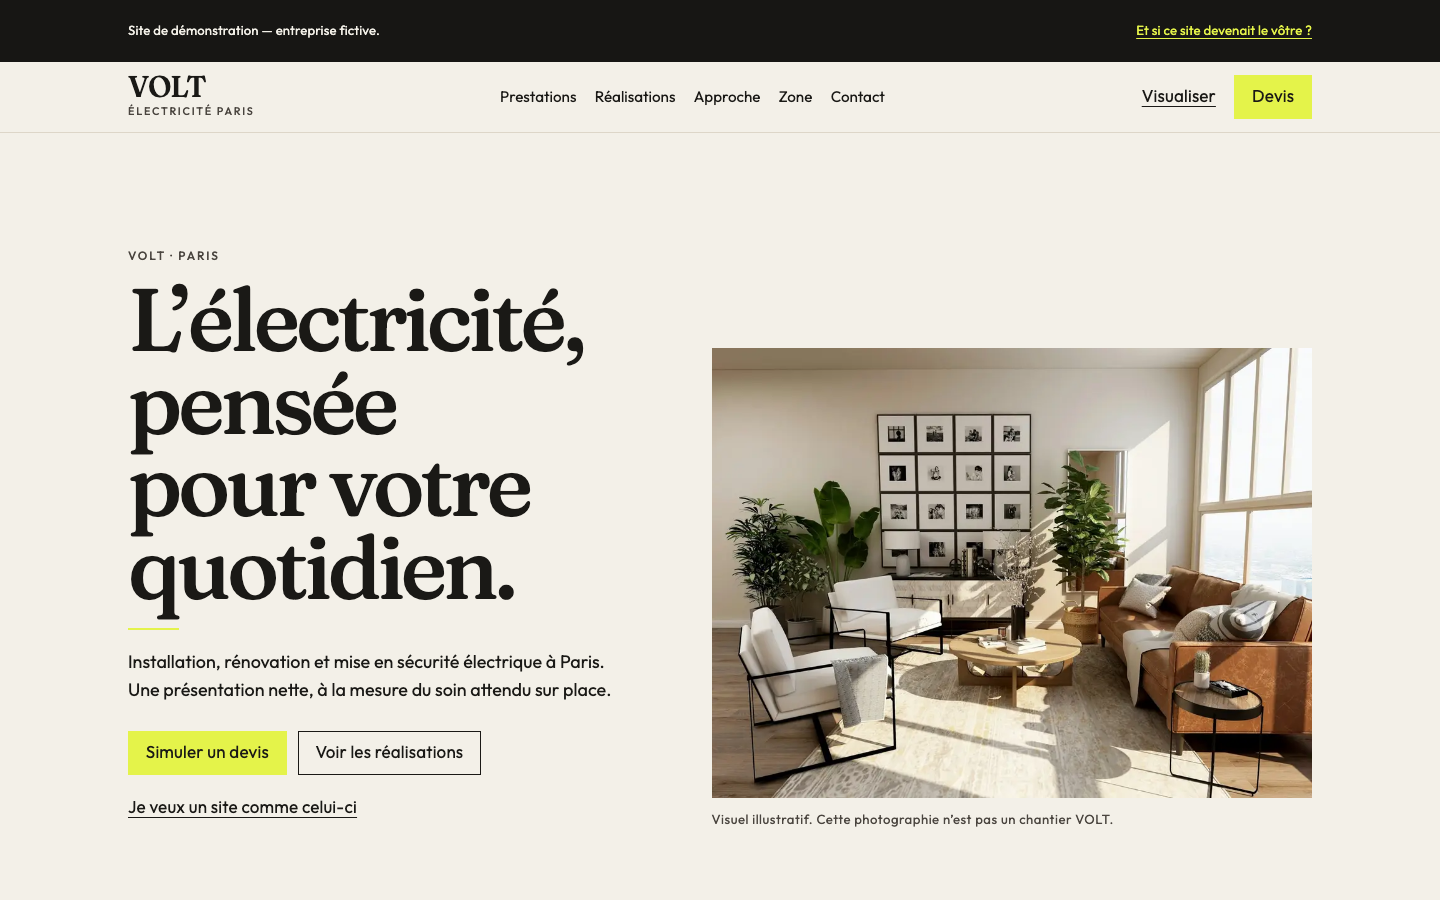 Site de démonstration — entreprise fictive.
Et si ce site devenait le vôtre ?
VOLT
ÉLECTRICITÉ PARIS
Prestations
Réalisations
Approche
Zone
Contact
Visualiser
Devis
VOLT · PARIS
L’électricité,
pensée
pour votre
quotidien.
Installation, rénovation et mise en sécurité électrique à Paris.
Une présentation nette, à la mesure du soin attendu sur place.
Simuler un devis
Voir les réalisations
Je veux un site comme celui-ci
Visuel illustratif. Cette photographie n’est pas un chantier VOLT.